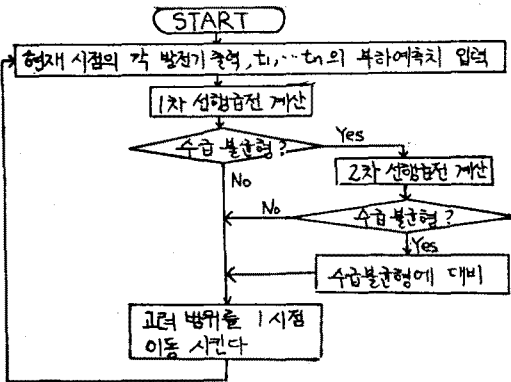 START
현재 시점의 각 발전기 출력, t₁, … tₙ 의 부하예측치 입력
1차 선행급전 계산
수급 불균형?
Yes
2차 선행급전 계산
No
No
수급 불균형?
Yes
수급불균형에 대비
고려 범위를 1시점
이동 시킨다